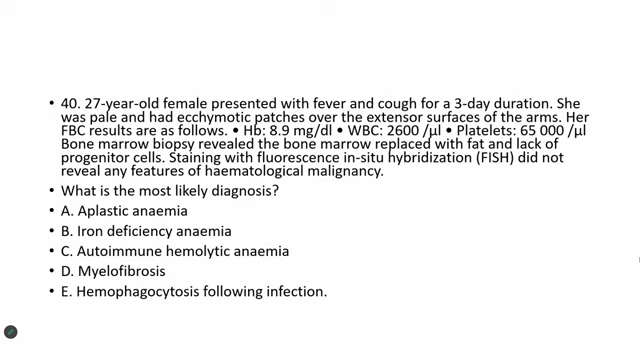 • 40. 27-year-old female presented with fever and cough for a 3-day duration. She
was pale and had ecchymotic patches over the extensor surfaces of the arms. Her
FBC results are as follows. • Hb: 8.9 mg/dl • WBC: 2600 /µl • Platelets: 65 000 /µl
Bone marrow biopsy revealed the bone marrow replaced with fat and lack of
progenitor cells. Staining with fluorescence in-situ hybridization (FISH) did not
reveal any features of haematological malignancy.
• What is the most likely diagnosis?
• A. Aplastic anaemia
• B. Iron deficiency anaemia
• C. Autoimmune hemolytic anaemia
• D. Myelofibrosis
• E. Hemophagocytosis following infection.